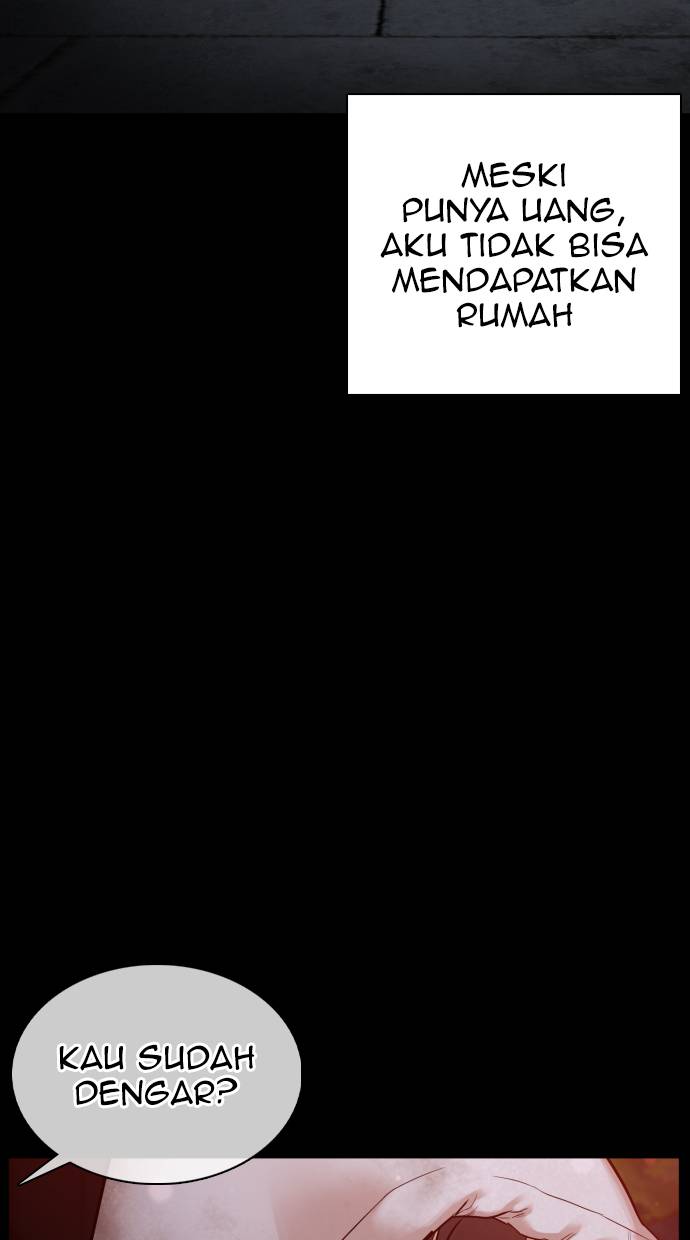 MESKI
PUNYA UANG,
AKU TIDAK BISA
MENDAPATKAN
RUMAH
KAU SUDAH
DENGAR?